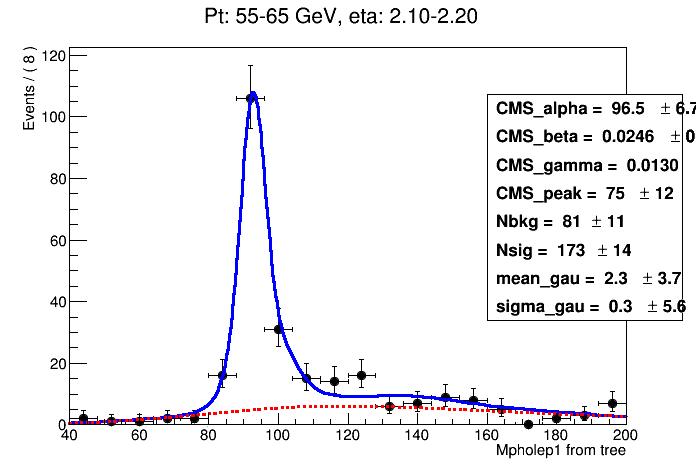 Pt: 55-65 GeV, eta: 2.10-2.20
Events / ( 8 )
120
100
80
60
40
20
0
CMS_alpha = 96.5 ± 6.7
CMS_beta = 0.0246 ± 0
CMS_gamma = 0.0130
CMS_peak = 75 ± 12
Nbkg = 81 ± 11
Nsig = 173 ± 14
mean_gau = 2.3 ± 3.7
sigma_gau = 0.3 ± 5.6
40 60 80 100 120 140 160 180 200
Mpholep1 from tree